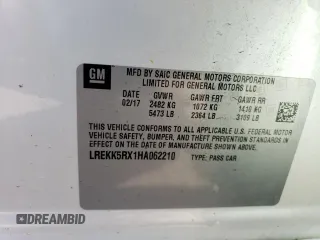 GM
MFD BY SAIC GENERAL MOTORS CORPORATION
LIMITED FOR GENERAL MOTORS LLC
DATE GVWR GAWR FRT GAWR RR
02/17 2482 KG 1072 KG 1410 KG
5473 LB 2364 LB 3109 LB
THIS VEHICLE CONFORMS TO ALL APPLICABLE U.S. FEDERAL MOTOR
VEHICLE SAFETY, BUMPER, AND THEFT PREVENTION STANDARDS IN
EFFECT ON THE DATE OF MANUFACTURE SHOWN ABOVE.
LREKK5RX1HA062210 TYPE: PASS CAR
DREAMBID